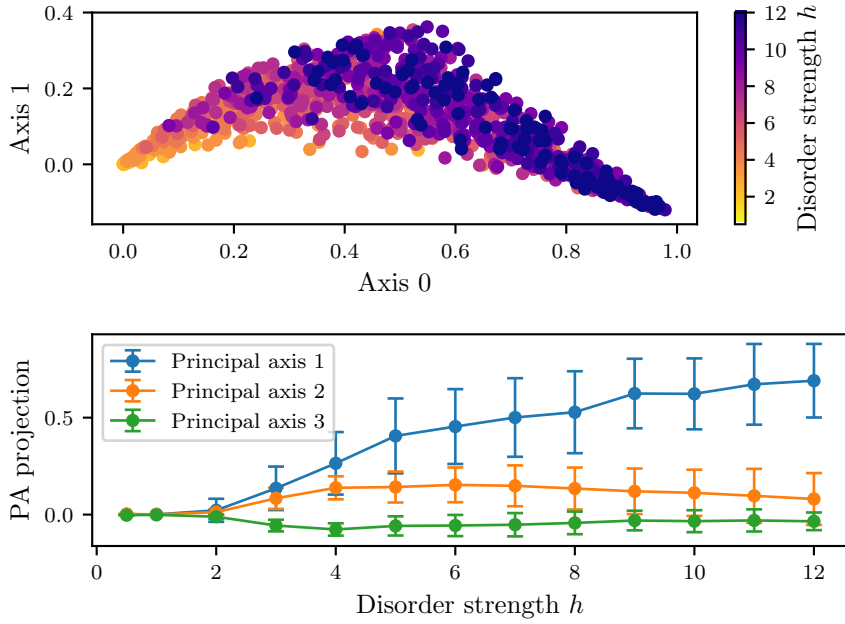 0.4
0.2
0.0
Axis 1
0.0 0.2 0.4 0.6 0.8 1.0
Axis 0
12
10
8
6
4
2
Disorder strength h
Principal axis 1
Principal axis 2
Principal axis 3
0.5
0.0
PA projection
0 2 4 6 8 10 12
Disorder strength h